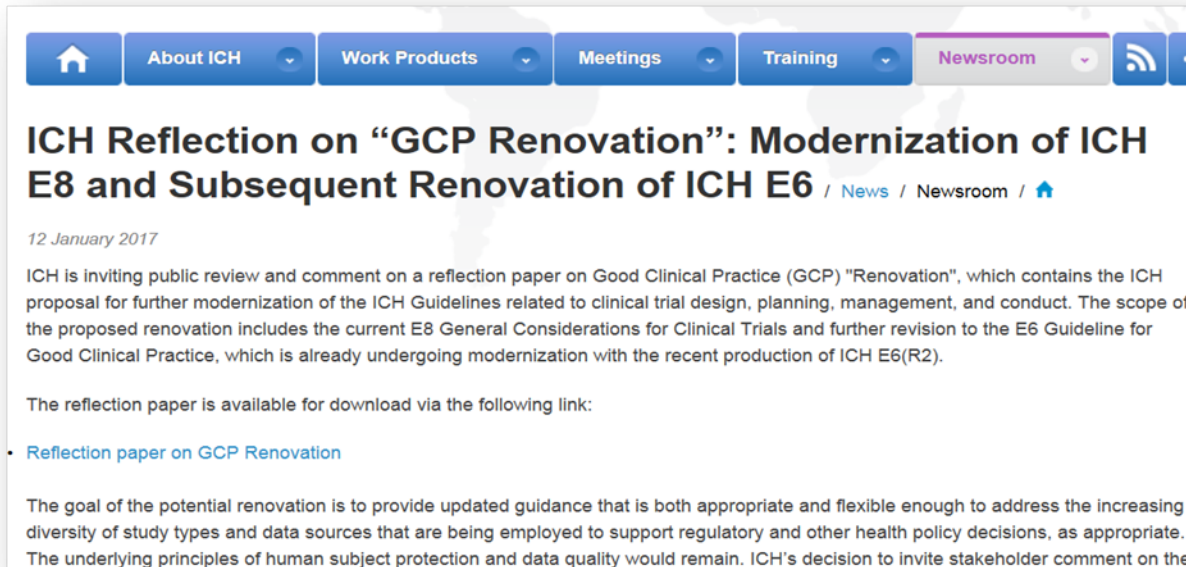 About ICH
Work Products
Meetings
Training
Newsroom
ICH Reflection on “GCP Renovation”: Modernization of ICH
E8 and Subsequent Renovation of ICH E6 / News / Newsroom /
12 January 2017
ICH is inviting public review and comment on a reflection paper on Good Clinical Practice (GCP) "Renovation", which contains the ICH
proposal for further modernization of the ICH Guidelines related to clinical trial design, planning, management, and conduct. The scope of
the proposed renovation includes the current E8 General Considerations for Clinical Trials and further revision to the E6 Guideline for
Good Clinical Practice, which is already undergoing modernization with the recent production of ICH E6(R2).
The reflection paper is available for download via the following link:
• Reflection paper on GCP Renovation
The goal of the potential renovation is to provide updated guidance that is both appropriate and flexible enough to address the increasing
diversity of study types and data sources that are being employed to support regulatory and other health policy decisions, as appropriate.
The underlying principles of human subject protection and data quality would remain. ICH's decision to invite stakeholder comment on the